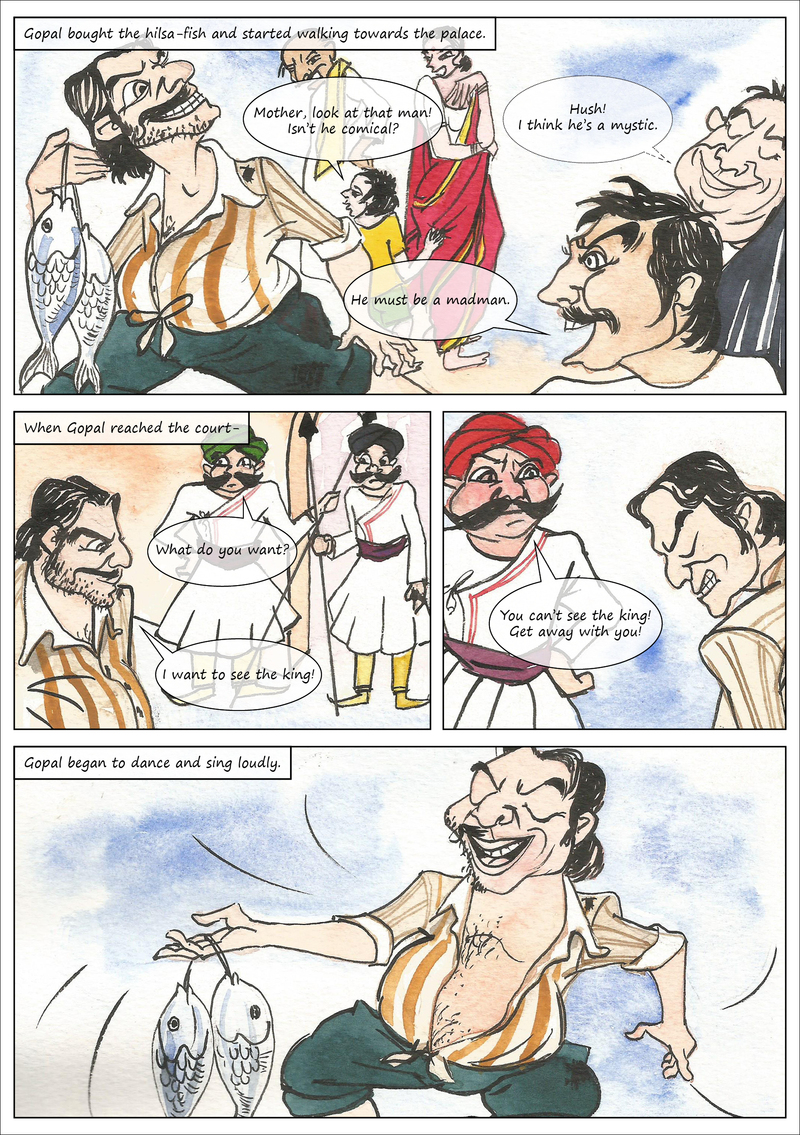 Gopal bought the hilsa-fish and started walking towards the palace.
Mother, look at that man!
Isn't he comical?
Hush!
I think he's a mystic.
He must be a madman.
When Gopal reached the court-
What do you want?
I want to see the king!
You can't see the king!
Get away with you!
Gopal began to dance and sing loudly.